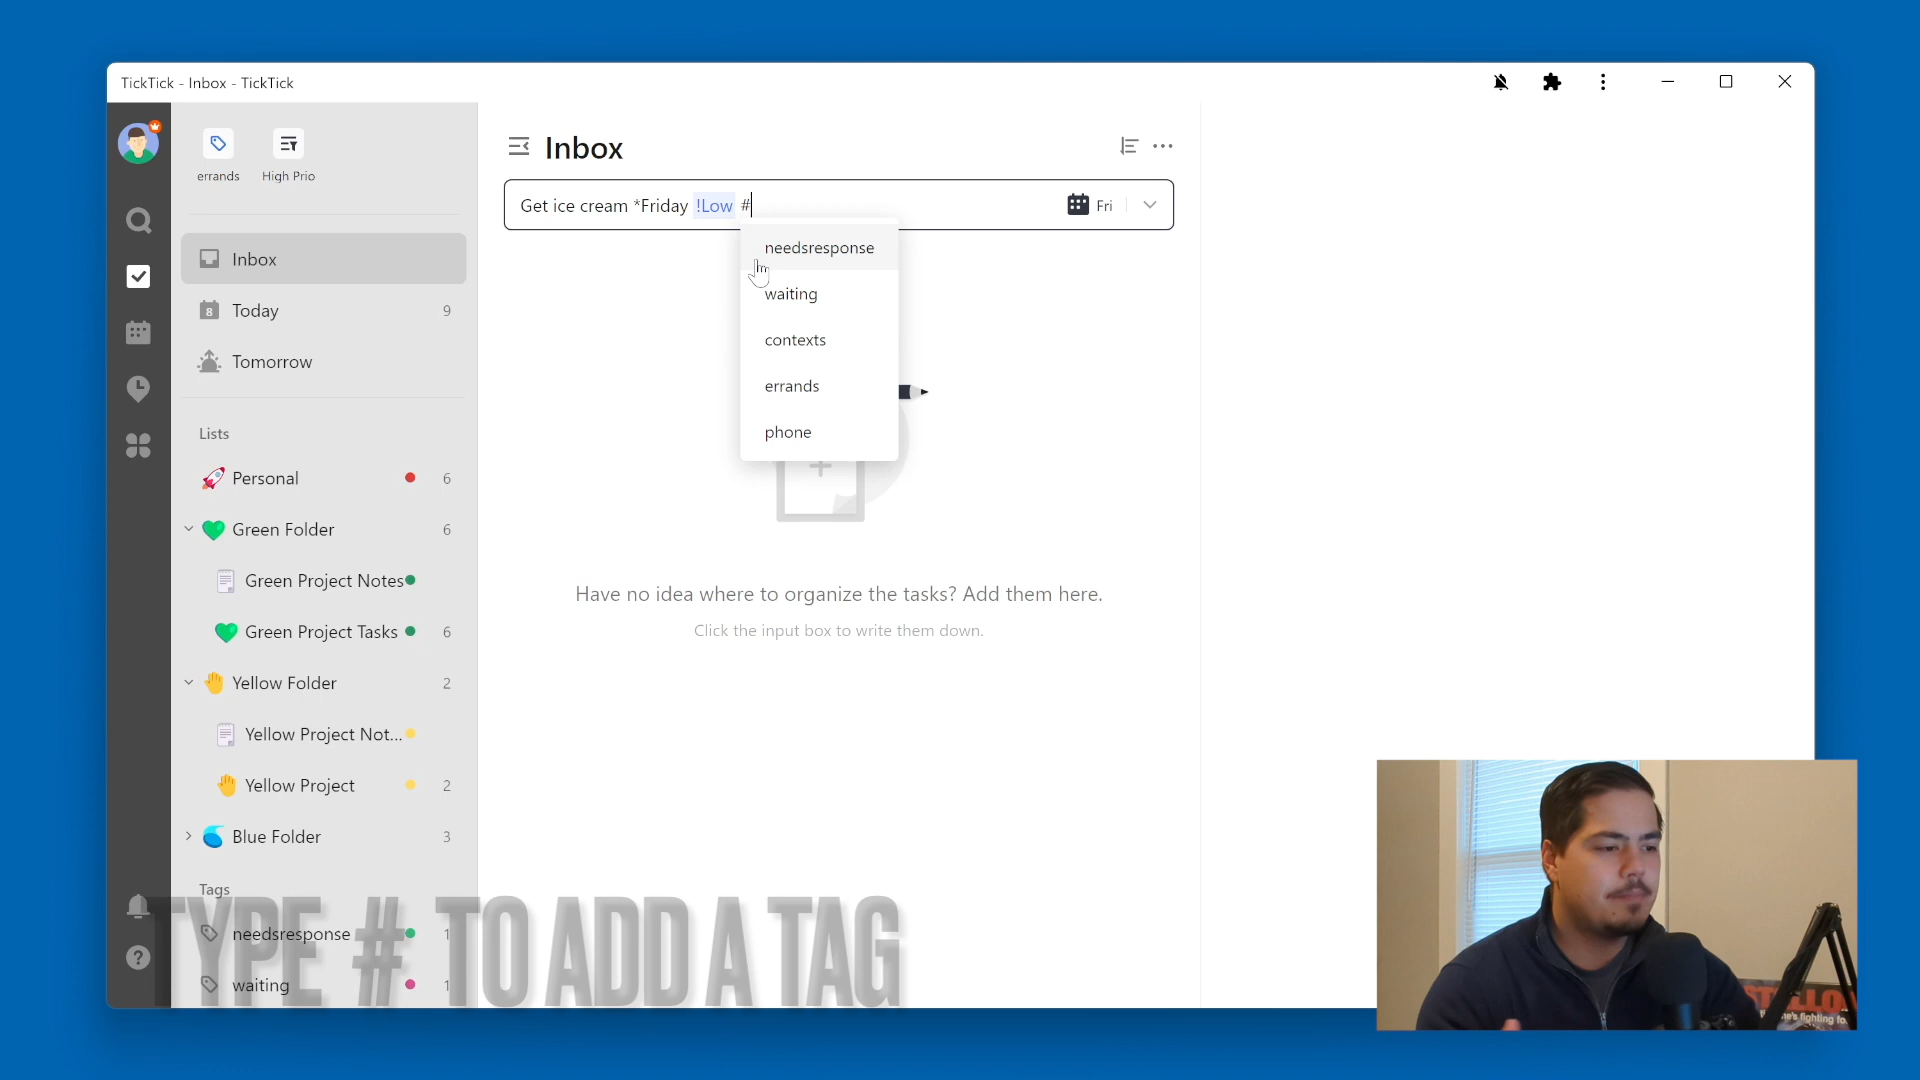 TickTick - Inbox - TickTick
errands
High Prio
Inbox
Today 9
Tomorrow
Lists
Personal 6
Green Folder 6
Green Project Notes
Green Project Tasks 6
Yellow Folder 2
Yellow Project Not...
Yellow Project 2
Blue Folder 3
Tags
needsresponse 1
waiting 1
Inbox
Get ice cream *Friday !Low #
Fri
needsresponse
waiting
contexts
errands
phone
Have no idea where to organize the tasks? Add them here.
Click the input box to write them down.
TYPE # TO ADD A TAG
he's fighting fo